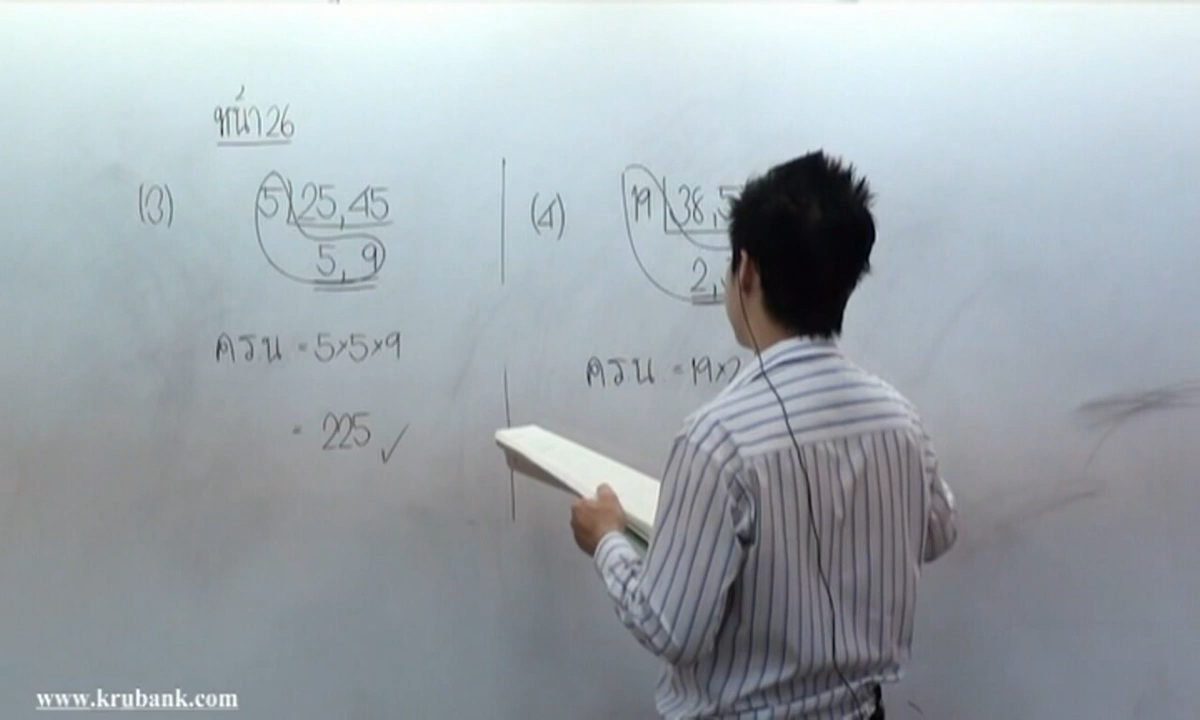 หน้า 26
(3) 5 25, 45
5, 9
ครน = 5×5×9
= 225 ✓
(4) 19 38, 5
2,
ครน = 19×2
www.krubank.com